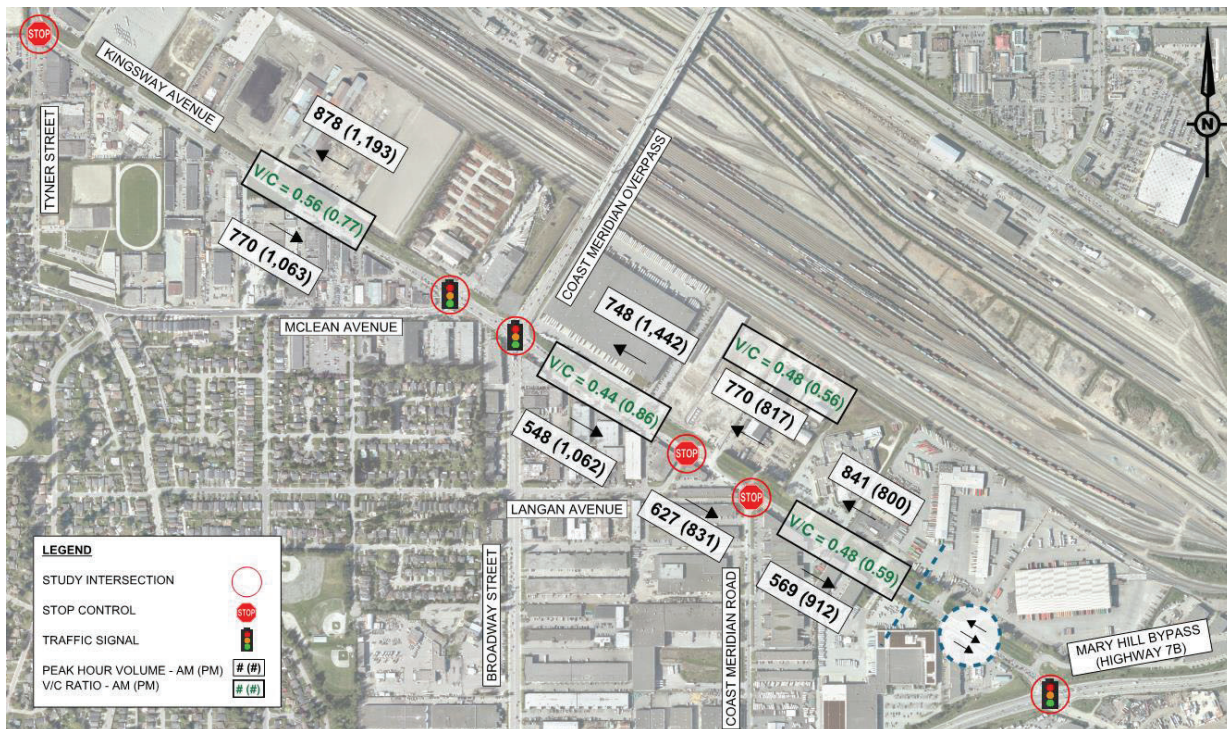 STOP
KINGSWAY AVENUE
TYNER STREET
878 (1,193)
V/C = 0.56 (0.77)
770 (1,063)
COAST MERIDIAN OVERPASS
N
MCLEAN AVENUE
748 (1,442)
V/C = 0.44 (0.86)
548 (1,062)
V/C = 0.48 (0.56)
770 (817)
STOP
STOP
LANGAN AVENUE
627 (831)
841 (800)
V/C = 0.48 (0.59)
569 (912)
BROADWAY STREET
COAST MERIDIAN ROAD
MARY HILL BYPASS
(HIGHWAY 7B)
LEGEND
STUDY INTERSECTION
STOP CONTROL
STOP
TRAFFIC SIGNAL
PEAK HOUR VOLUME - AM (PM) # (#)
V/C RATIO - AM (PM) # (#)